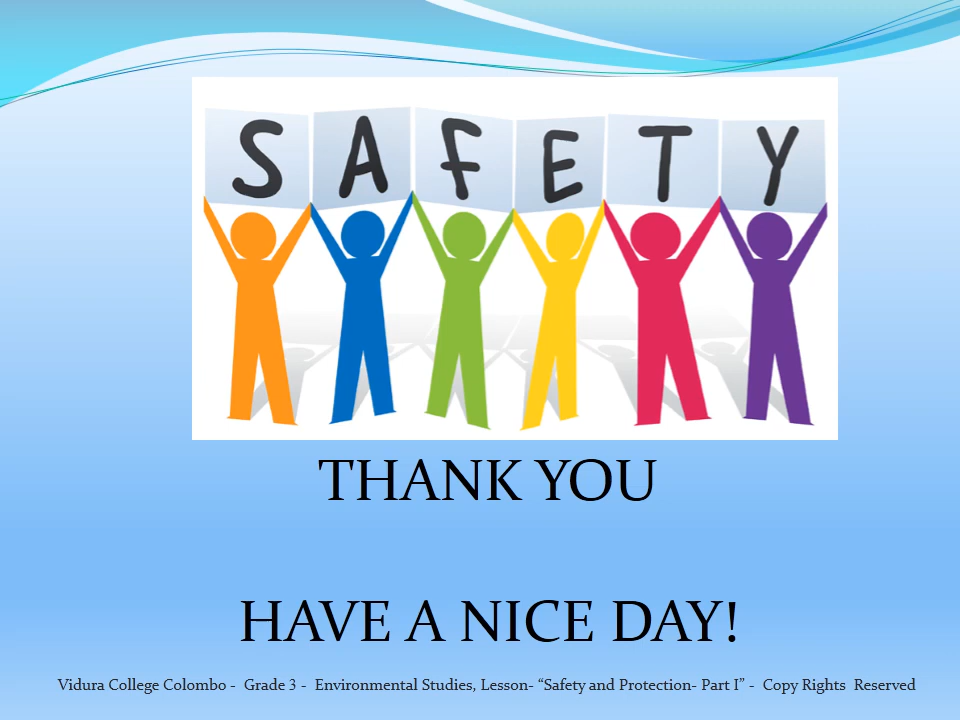 SAFETY
THANK YOU
HAVE A NICE DAY!
Vidura College Colombo - Grade 3 - Environmental Studies, Lesson- “Safety and Protection- Part I” - Copy Rights Reserved